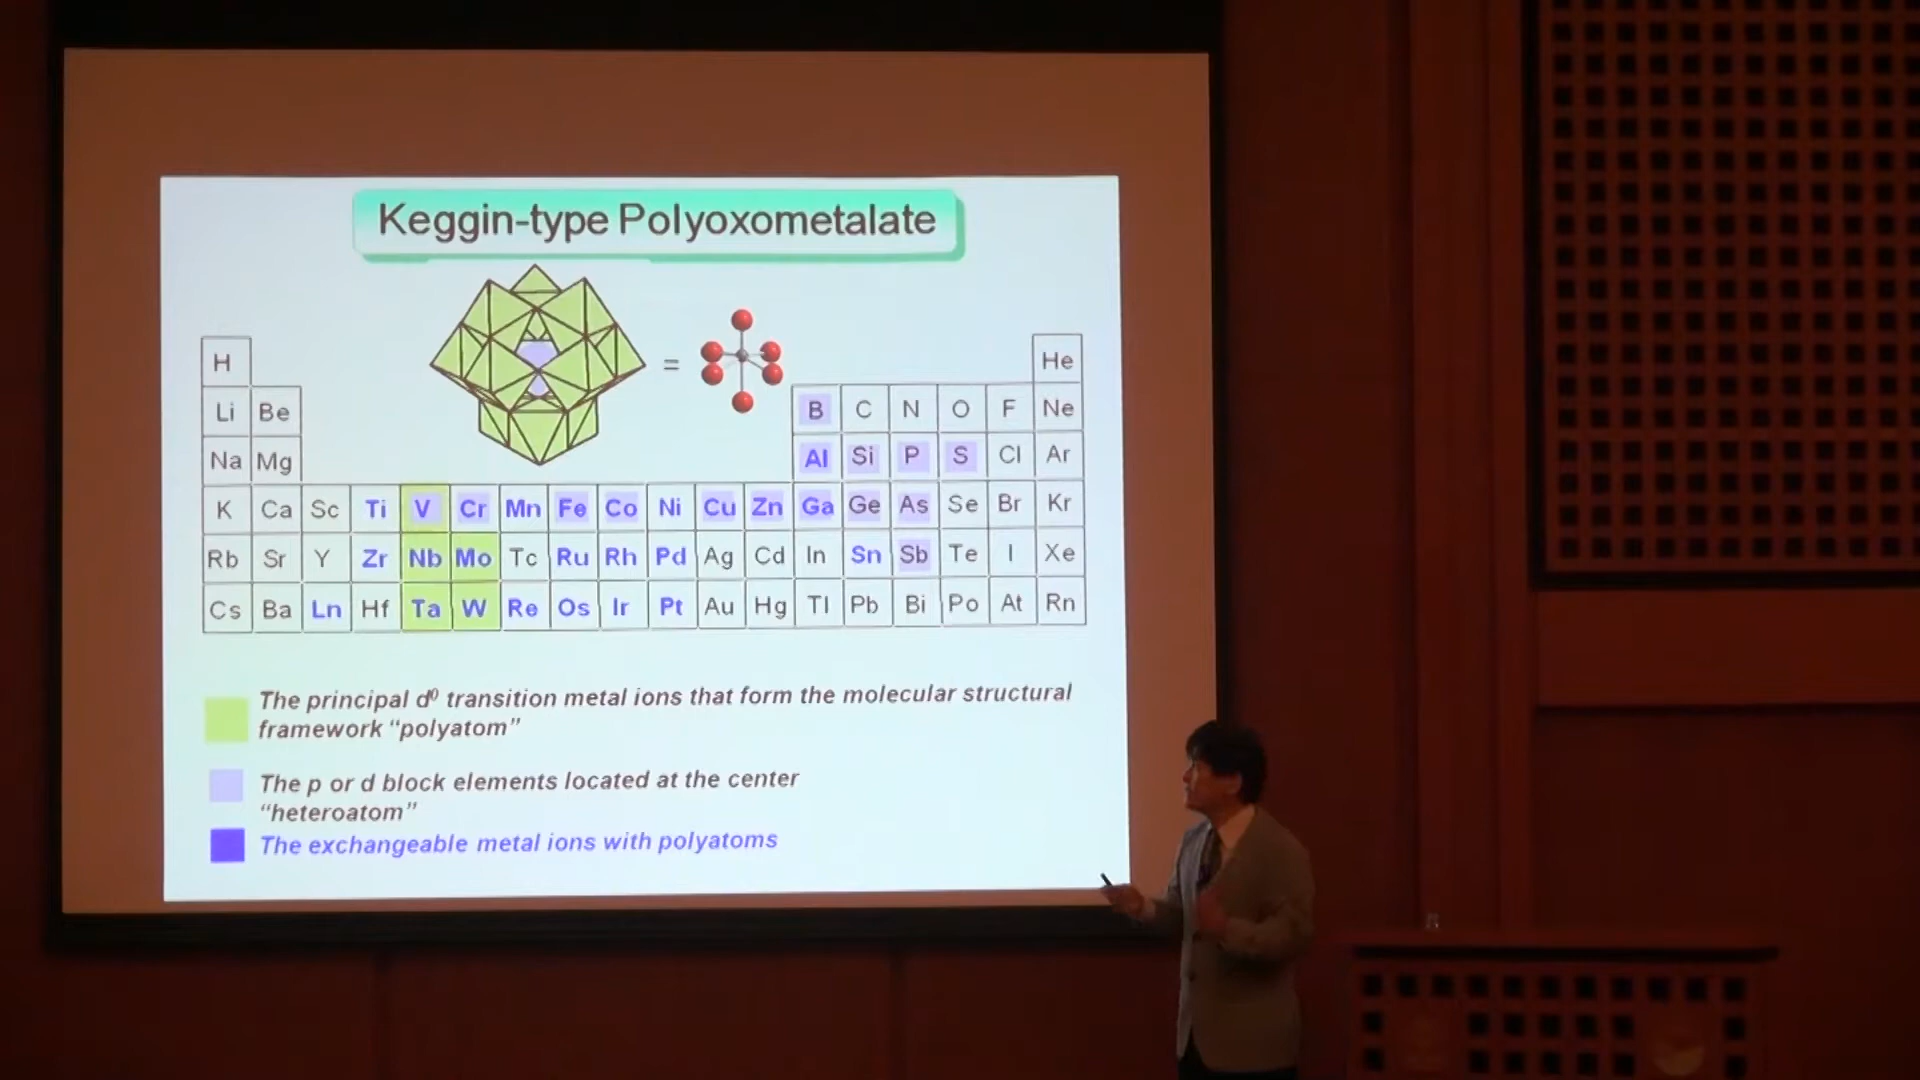 Keggin-type Polyoxometalate
=
H He
Li Be B C N O F Ne
Na Mg Al Si P S Cl Ar
K Ca Sc Ti V Cr Mn Fe Co Ni Cu Zn Ga Ge As Se Br Kr
Rb Sr Y Zr Nb Mo Tc Ru Rh Pd Ag Cd In Sn Sb Te I Xe
Cs Ba Ln Hf Ta W Re Os Ir Pt Au Hg Tl Pb Bi Po At Rn
The principal d⁰ transition metal ions that form the molecular structural
framework “polyatom”
The p or d block elements located at the center
“heteroatom”
The exchangeable metal ions with polyatoms